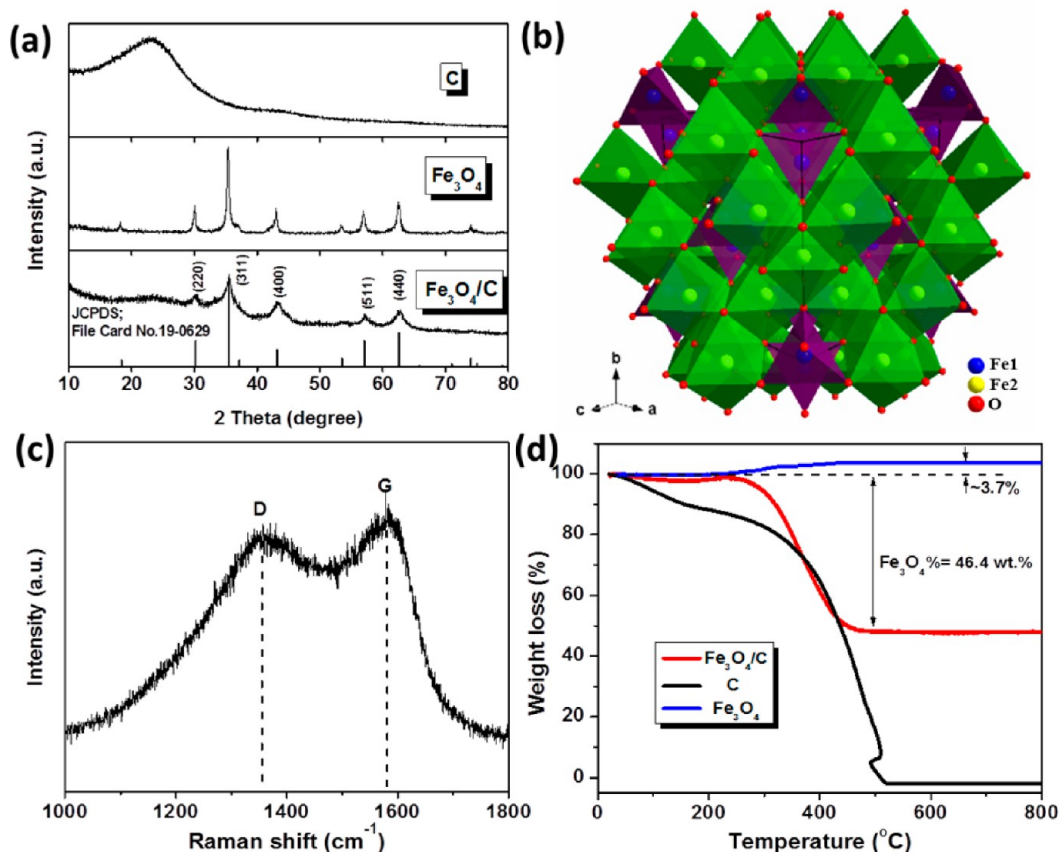 (a)
C
Fe₃O₄
Fe₃O₄/C
(220)
(311)
(400)
(511)
(440)
JCPDS;
File Card No.19-0629
Intensity (a.u.)
10 20 30 40 50 60 70 80
2 Theta (degree)
(b)
b
c
a
Fe1
Fe2
O
(c)
D
G
Intensity (a.u.)
1000 1200 1400 1600 1800
Raman shift (cm⁻¹)
(d)
100
80
60
40
20
0
Weight loss (%)
~3.7%
Fe₃O₄%= 46.4 wt.%
Fe₃O₄/C
C
Fe₃O₄
0 200 400 600 800
Temperature (°C)